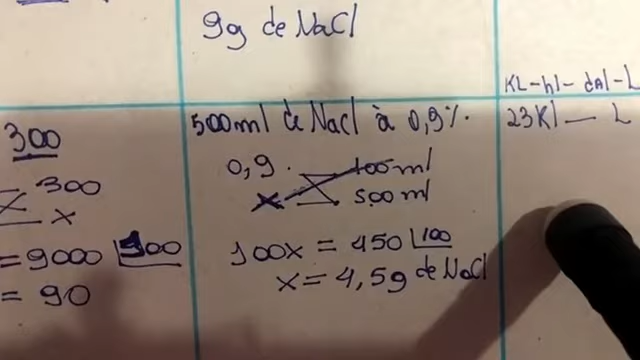 9g de NaCl
300
300
x
= 9000 100
= 90
500ml de NaCl à 0,9%.
0,9. 100ml
x 500ml
100x = 450 100
x = 4,5g de NaCl
KL-hl-dAl-L
23Kl — L